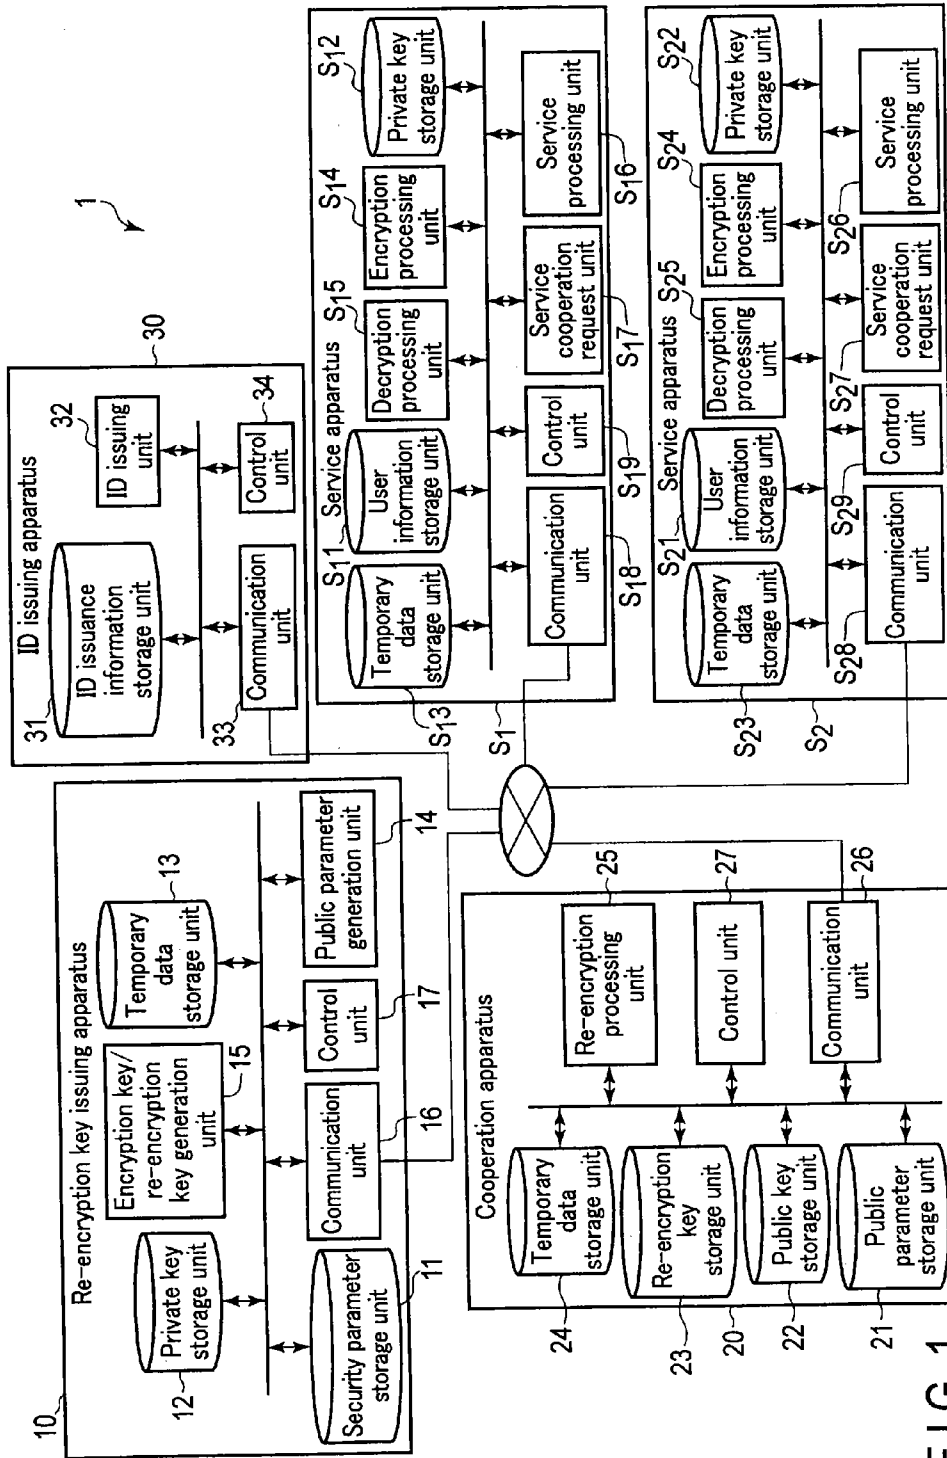 1
10
Re-encryption key issuing apparatus
12
Private key
storage unit
Encryption key/
re-encryption
key generation
unit
15
Temporary
data
storage unit
13
Security parameter
storage unit
11
Communication
unit
16
Control
unit
17
Public parameter
generation unit
14
ID issuing apparatus
30
31
ID issuance
information
storage unit
32
ID issuing
unit
33
Communication
unit
Control
unit
34
Cooperation apparatus
20
Temporary
data
storage unit
24
Re-encryption
key
storage unit
23
Public key
storage unit
22
Public
parameter
storage unit
21
Re-encryption
processing
unit
25
Control unit
27
Communication
unit
26
Service apparatus
S1
Temporary
data
storage unit
S13
S11
User
information
storage unit
S15
Decryption
processing
unit
S14
Encryption
processing
unit
S12
Private key
storage unit
Communication
unit
S18
Control
unit
S19
Service
cooperation
request unit
S17
Service
processing unit
S16
Service apparatus
S2
Temporary
data
storage unit
S23
S21
User
information
storage unit
S25
Decryption
processing
unit
S24
Encryption
processing
unit
S22
Private key
storage unit
S28
Communication
unit
S29
Control
unit
S27
Service
cooperation
request unit
S26
Service
processing unit
FIG. 1